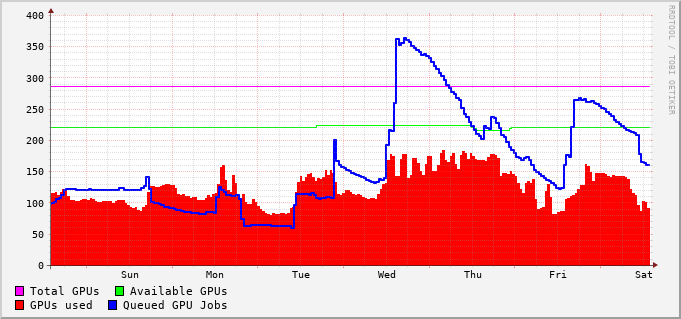 400
350
300
250
200
150
100
50
0
Sun Mon Tue Wed Thu Fri Sat
Total GPUs Available GPUs
GPUs used Queued GPU Jobs
RRDTOOL / TOBI OETIKER